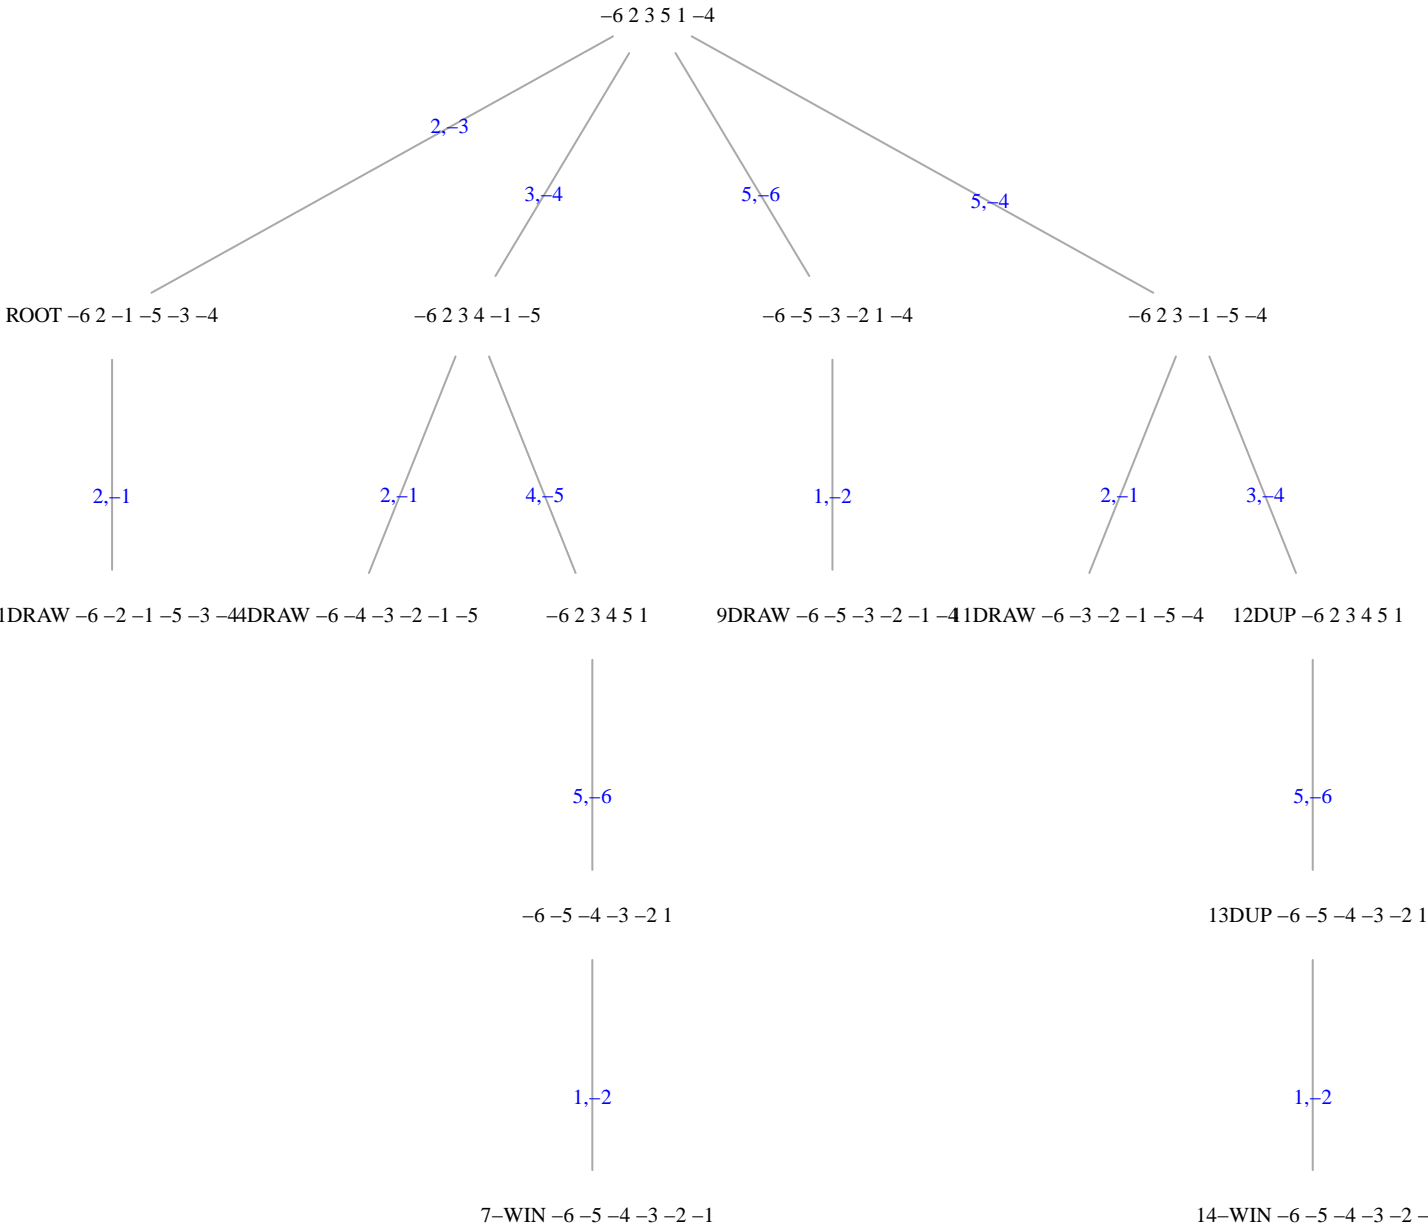 –6 2 3 5 1 –4
2,–3
3,–4
5,–6
5,–4
ROOT –6 2 –1 –5 –3 –4
–6 2 3 4 –1 –5
–6 –5 –3 –2 1 –4
–6 2 3 –1 –5 –4
2,–1
2,–1
4,–5
1,–2
2,–1
3,–4
1DRAW –6 –2 –1 –5 –3 –4
4DRAW –6 –4 –3 –2 –1 –5
–6 2 3 4 5 1
9DRAW –6 –5 –3 –2 –1 –4
11DRAW –6 –3 –2 –1 –5 –4
12DUP –6 2 3 4 5 1
5,–6
5,–6
–6 –5 –4 –3 –2 1
13DUP –6 –5 –4 –3 –2 1
1,–2
1,–2
7–WIN –6 –5 –4 –3 –2 –1
14–WIN –6 –5 –4 –3 –2 –